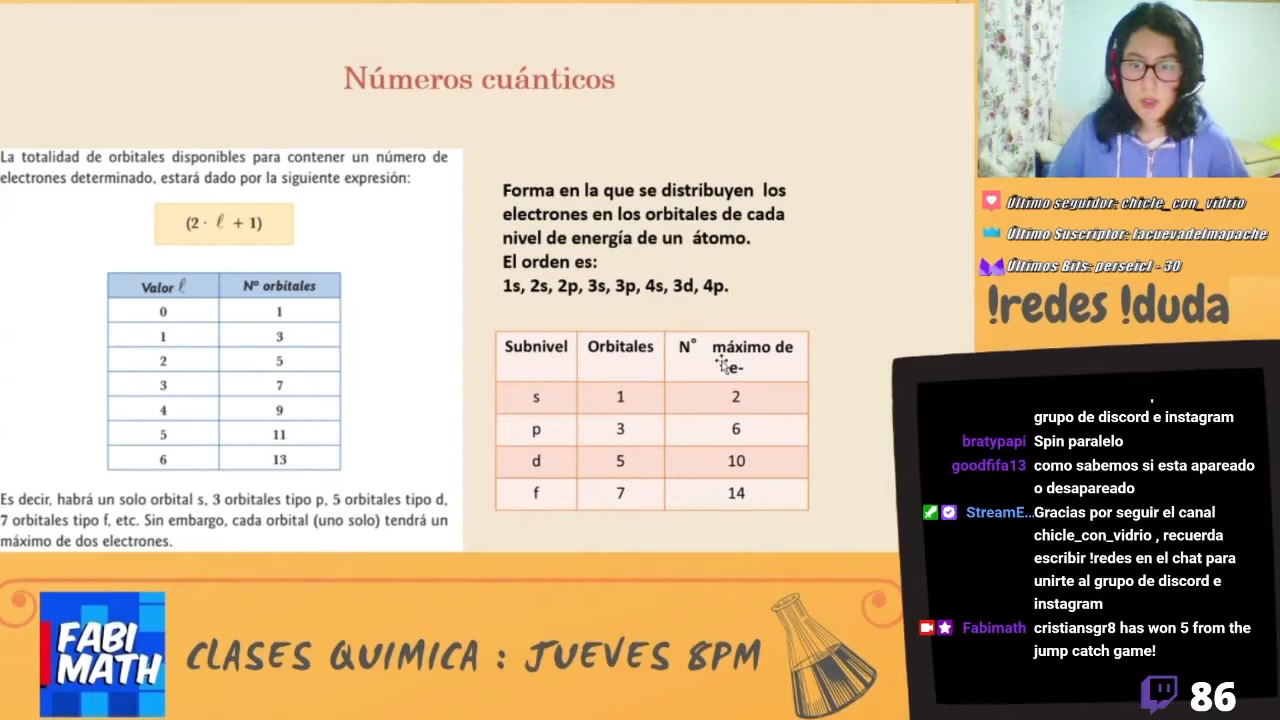 Números cuánticos
La totalidad de orbitales disponibles para contener un número de
electrones determinado, estará dado por la siguiente expresión:
(2 · ℓ + 1)
Valor ℓ Nº orbitales
0 1
1 3
2 5
3 7
4 9
5 11
6 13
Es decir, habrá un solo orbital s, 3 orbitales tipo p, 5 orbitales tipo d,
7 orbitales tipo f, etc. Sin embargo, cada orbital (uno solo) tendrá un
máximo de dos electrones.
Forma en la que se distribuyen los
electrones en los orbitales de cada
nivel de energía de un átomo.
El orden es:
1s, 2s, 2p, 3s, 3p, 4s, 3d, 4p.
Subnivel Orbitales N° máximo de
e-
s 1 2
p 3 6
d 5 10
f 7 14
Último seguidor: chicle_con_vidrio
Último Suscriptor: lacuevadelmapache
Últimos Bits: perseicl - 30
!redes !duda
grupo de discord e instagram
bratypapi Spin paralelo
goodfifa13 como sabemos si esta apareado
o desapareado
StreamE... Gracias por seguir el canal
chicle_con_vidrio , recuerda
escribir !redes en el chat para
unirte al grupo de discord e
instagram
Fabimath cristiansgr8 has won 5 from the
jump catch game!
86
FABI
MATH
CLASES QUIMICA : JUEVES 8PM